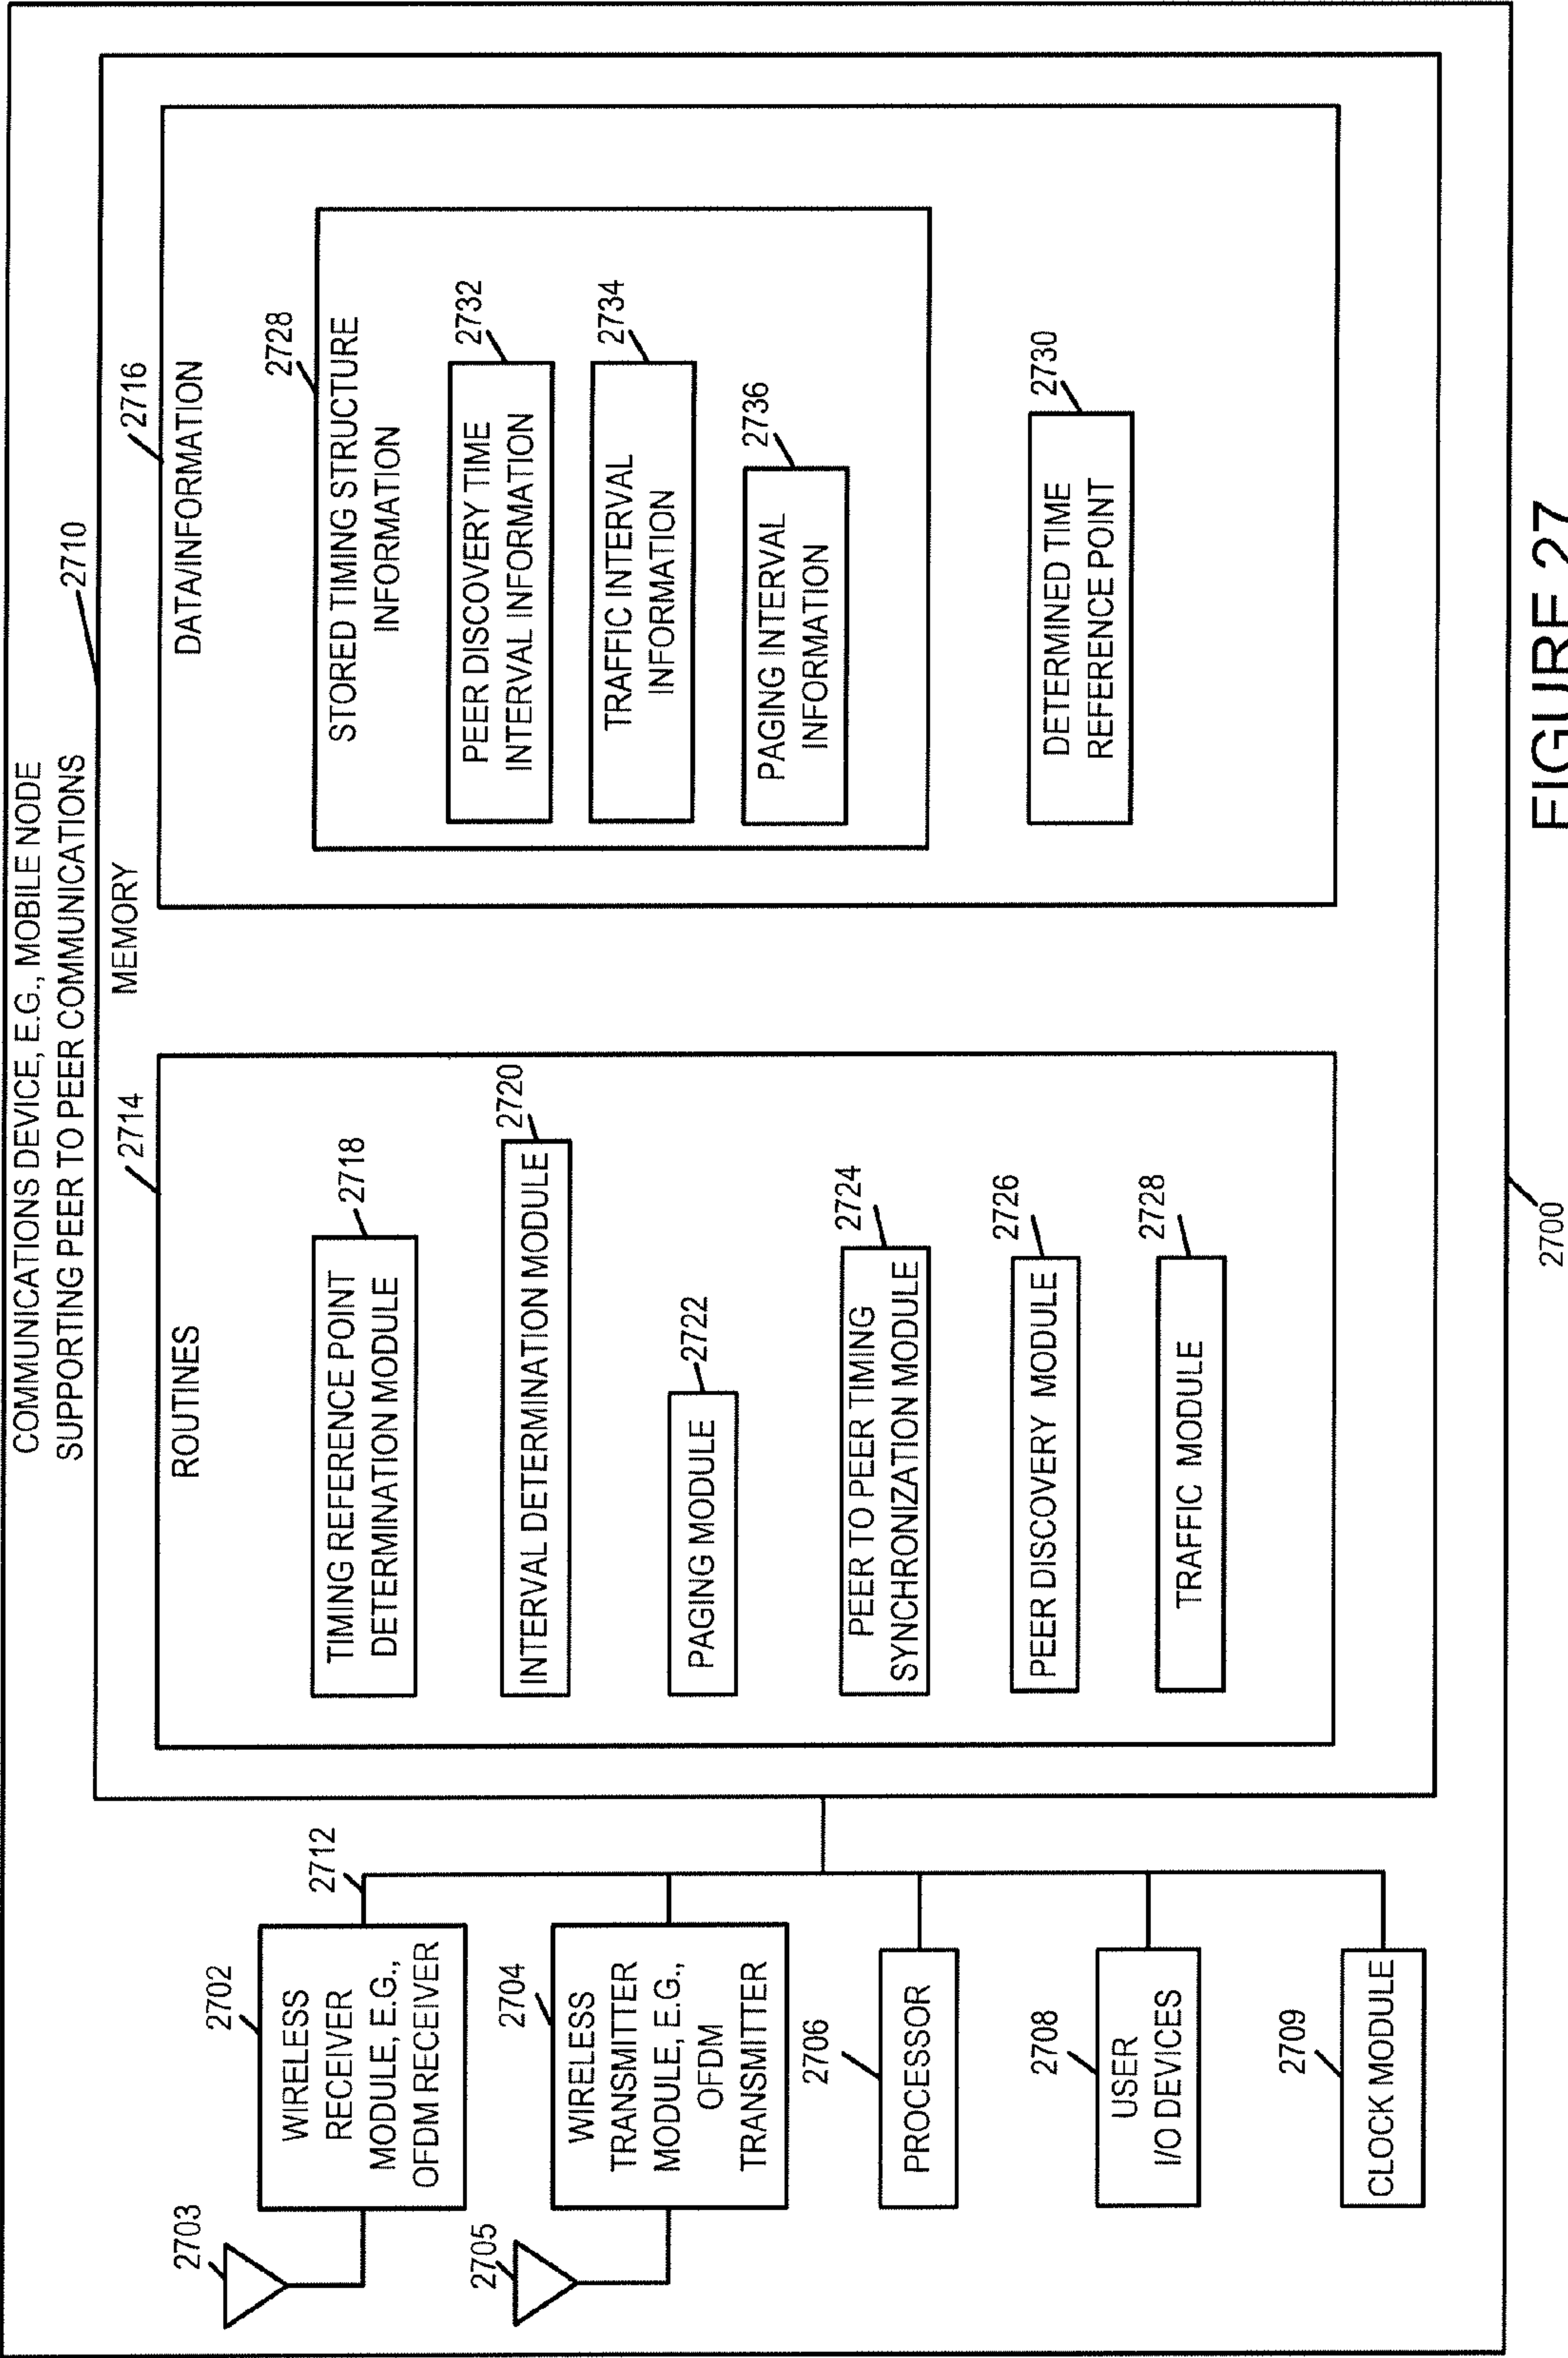 COMMUNICATIONS DEVICE, E.G., MOBILE NODE
SUPPORTING PEER TO PEER COMMUNICATIONS
2710
2703
2702
WIRELESS
RECEIVER
MODULE, E.G.,
OFDM RECEIVER
2712
2705
2704
WIRELESS
TRANSMITTER
MODULE, E.G.,
OFDM
TRANSMITTER
2706
PROCESSOR
2708
USER
I/O DEVICES
2709
CLOCK MODULE
MEMORY
2714
ROUTINES
2718
TIMING REFERENCE POINT
DETERMINATION MODULE
2720
INTERVAL DETERMINATION MODULE
2722
PAGING MODULE
2724
PEER TO PEER TIMING
SYNCHRONIZATION MODULE
2726
PEER DISCOVERY MODULE
2728
TRAFFIC MODULE
2716
DATA/INFORMATION
2728
STORED TIMING STRUCTURE
INFORMATION
2732
PEER DISCOVERY TIME
INTERVAL INFORMATION
2734
TRAFFIC INTERVAL
INFORMATION
2736
PAGING INTERVAL
INFORMATION
2730
DETERMINED TIME
REFERENCE POINT
2700
FIGURE 27